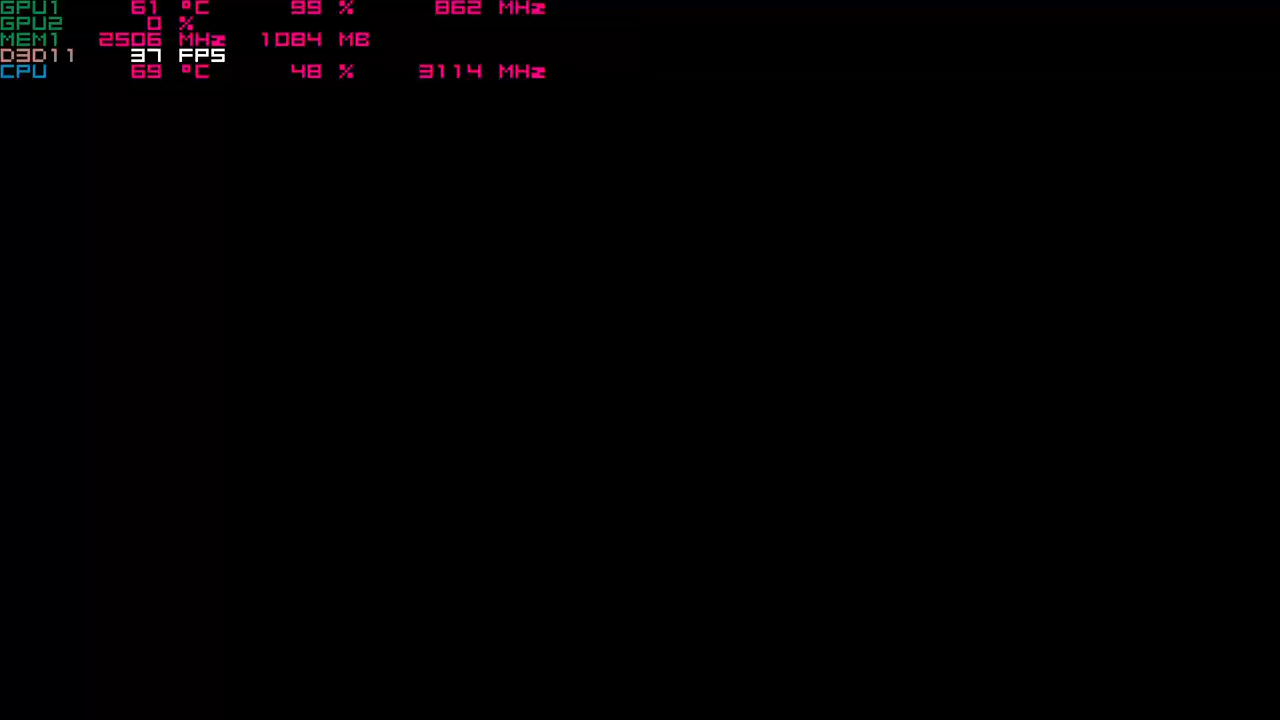 GPU1 61 °C 99 % 862 MHz
GPU2 0 %
MEM1 2506 MHz 1084 MB
D3D11 37 FPS
CPU 69 °C 48 % 3114 MHz